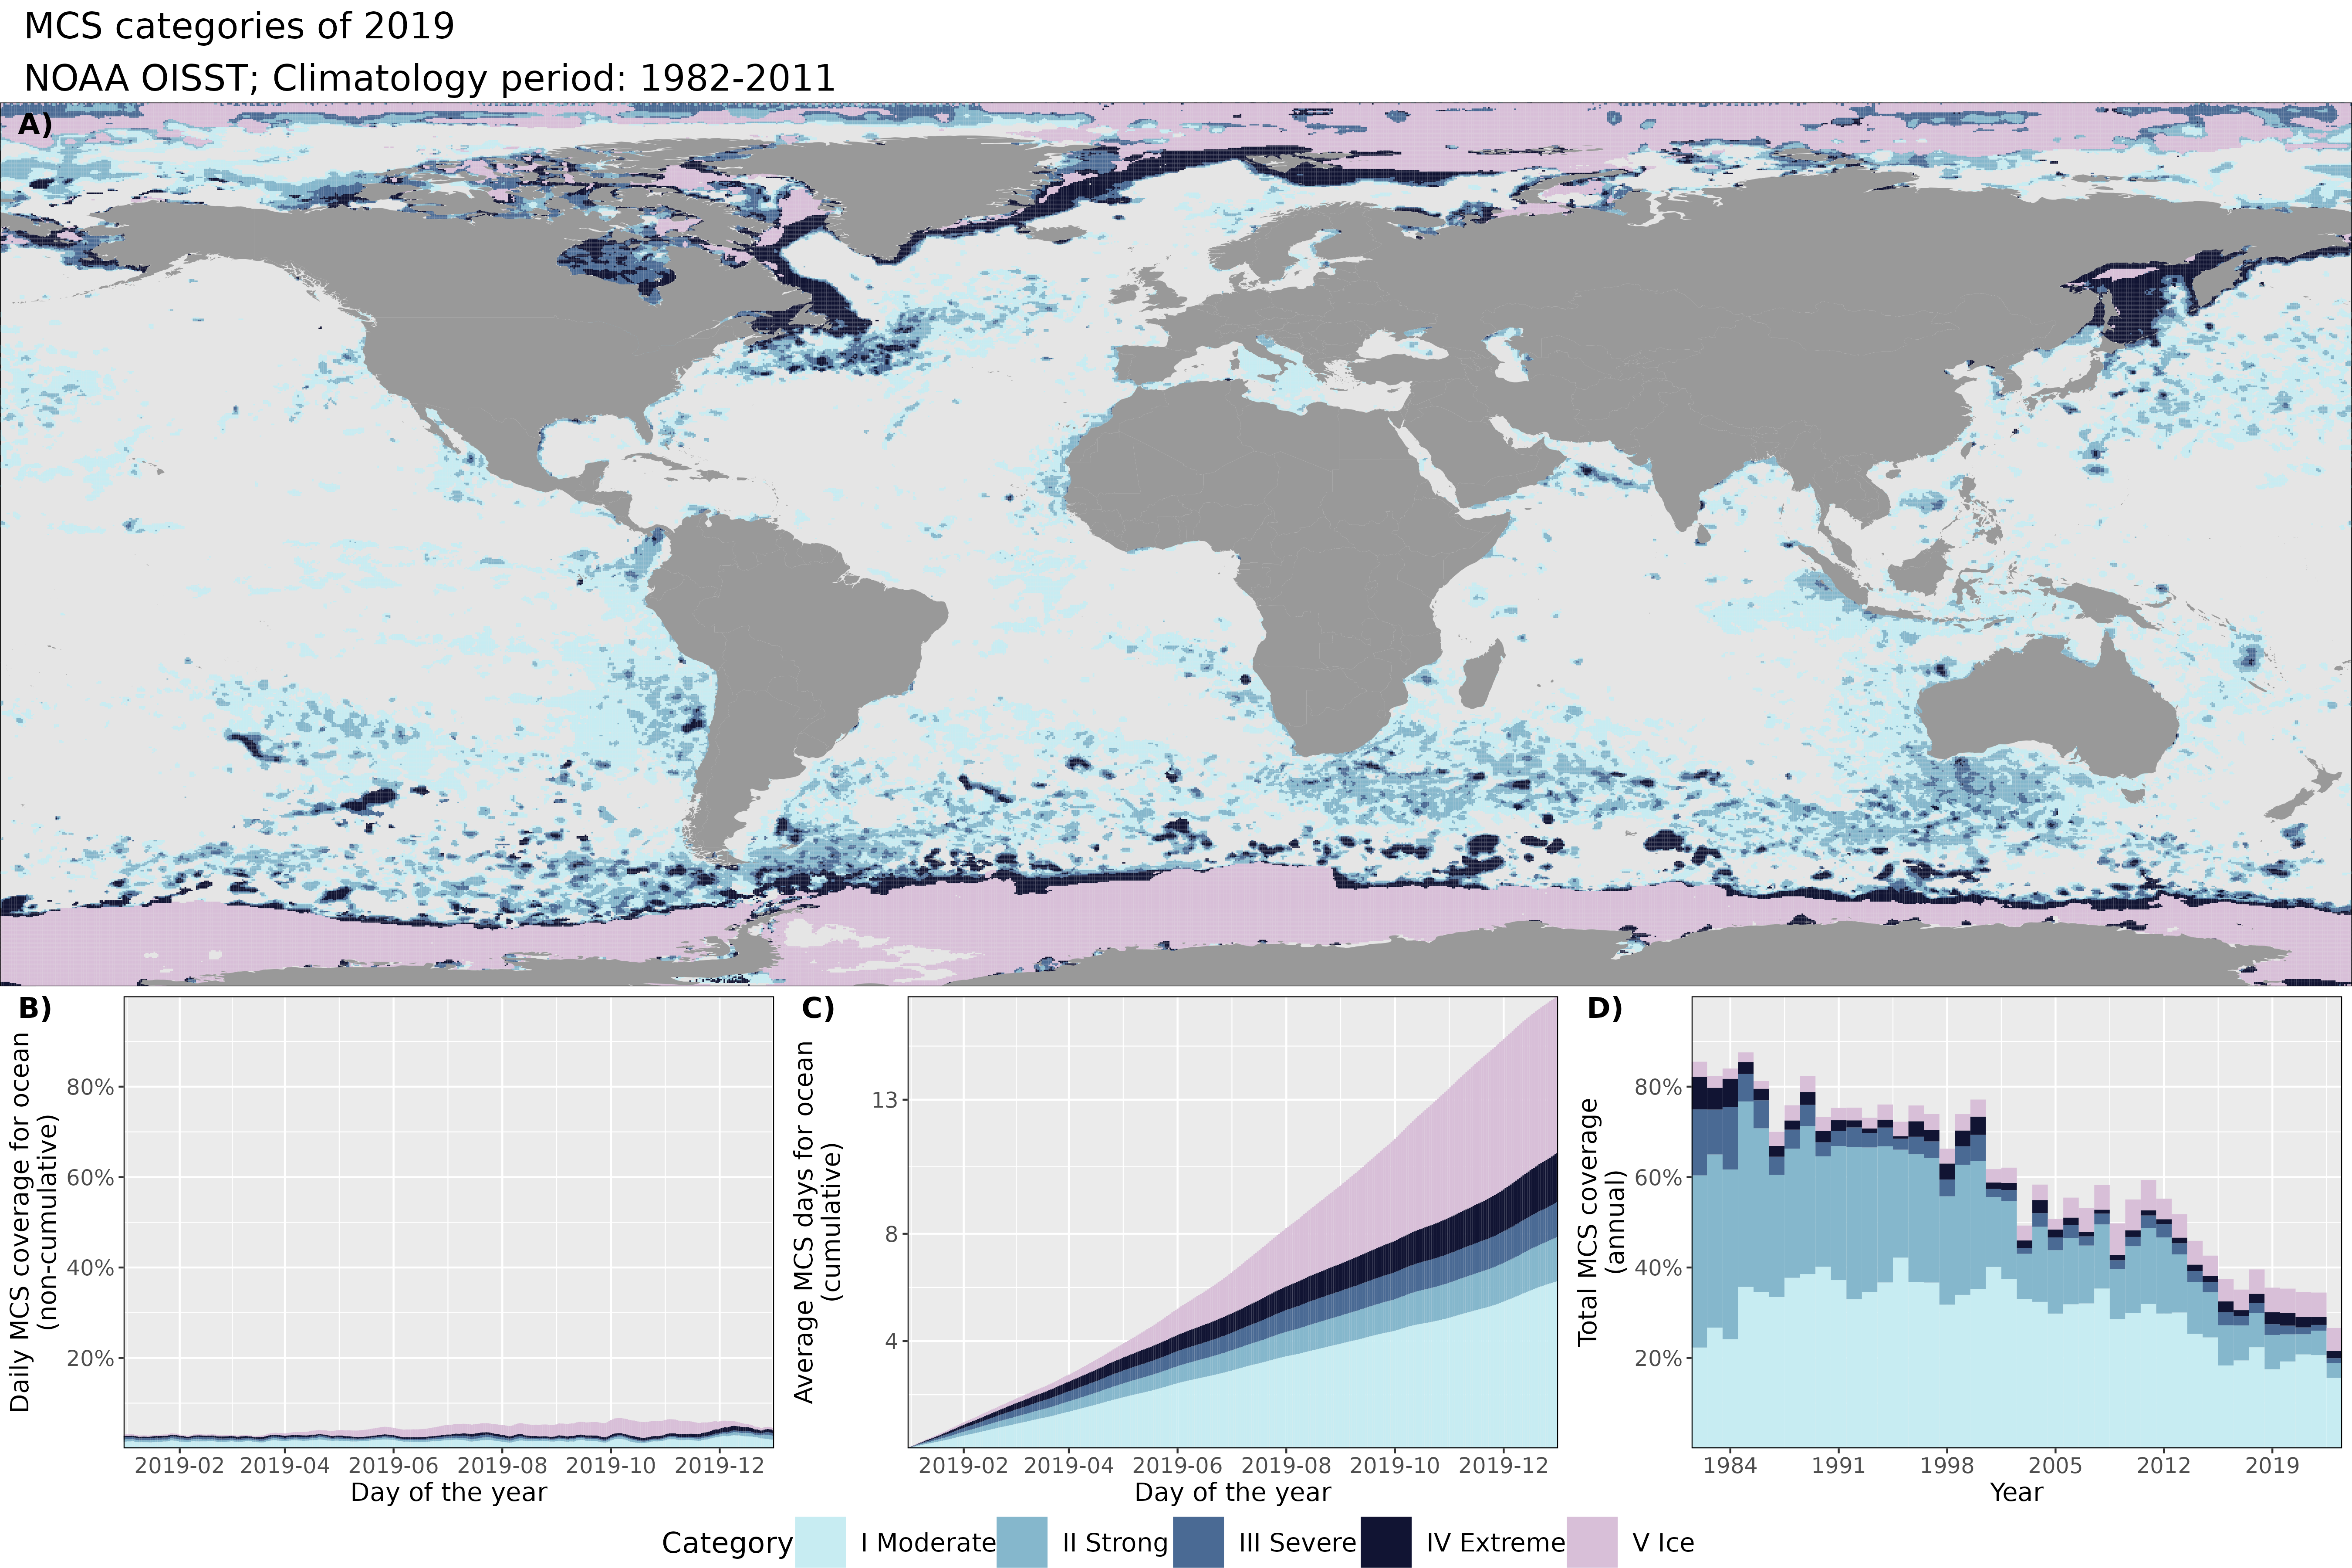 MCS categories of 2019
NOAA OISST; Climatology period: 1982-2011
A)
B)
Daily MCS coverage for ocean
(non-cumulative)
80%
60%
40%
20%
2019-02 2019-04 2019-06 2019-08 2019-10 2019-12
Day of the year
C)
Average MCS days for ocean
(cumulative)
13
8
4
2019-02 2019-04 2019-06 2019-08 2019-10 2019-12
Day of the year
D)
Total MCS coverage
(annual)
80%
60%
40%
20%
1984 1991 1998 2005 2012 2019
Year
Category I Moderate II Strong III Severe IV Extreme V Ice